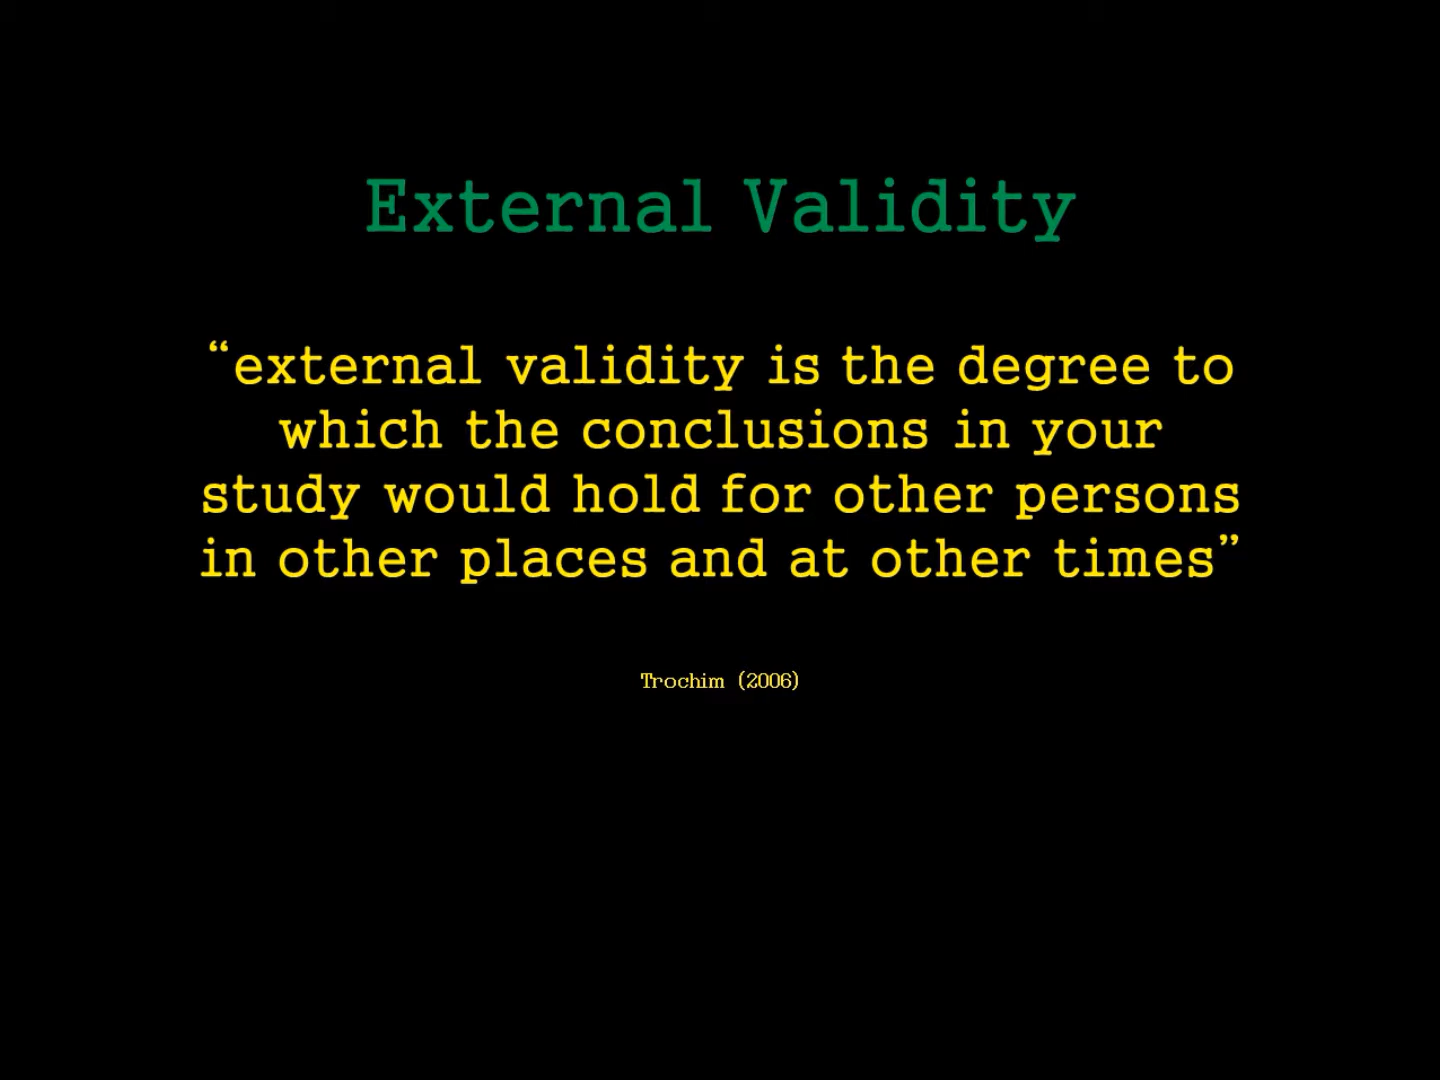 External Validity
“external validity is the degree to
which the conclusions in your
study would hold for other persons
in other places and at other times”
Trochim (2006)